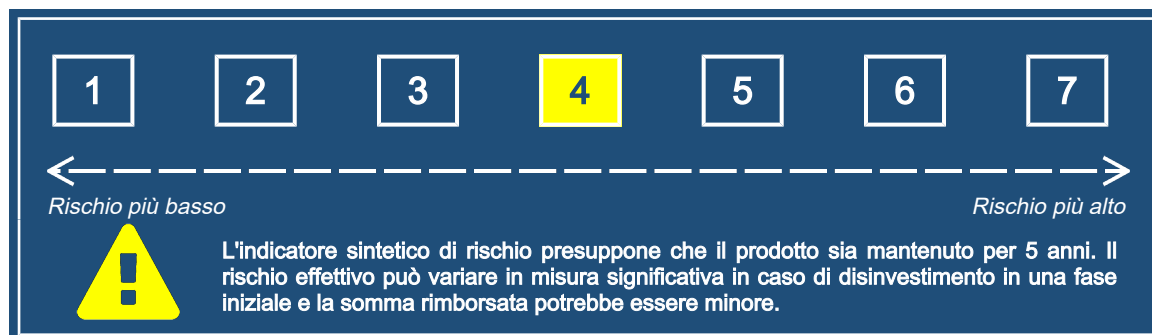 1 2 3 4 5 6 7
Rischio più basso Rischio più alto
L'indicatore sintetico di rischio presuppone che il prodotto sia mantenuto per 5 anni. Il
rischio effettivo può variare in misura significativa in caso di disinvestimento in una fase
iniziale e la somma rimborsata potrebbe essere minore.